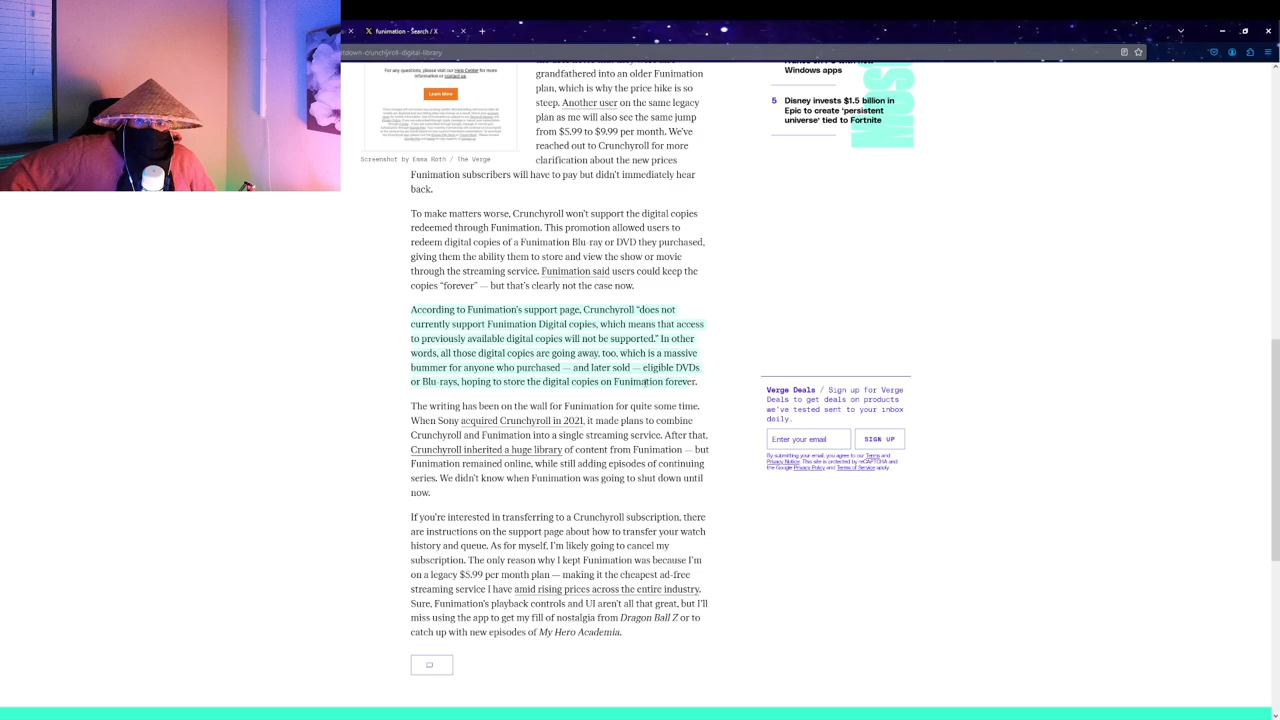 funimation - Search / X
tdown-crunchyroll-digital-library
For any questions, please visit our Help Center for more
information or contact us.
Learn More
Screenshot by Emma Roth / The Verge
grandfathered into an older Funimation
plan, which is why the price hike is so
steep. Another user on the same legacy
plan as me will also see the same jump
from $5.99 to $9.99 per month. We've
reached out to Crunchyroll for more
clarification about the new prices
Funimation subscribers will have to pay but didn't immediately hear
back.
To make matters worse, Crunchyroll won't support the digital copies
redeemed through Funimation. This promotion allowed users to
redeem digital copies of a Funimation Blu-ray or DVD they purchased,
giving them the ability them to store and view the show or movie
through the streaming service. Funimation said users could keep the
copies “forever” — but that's clearly not the case now.
According to Funimation's support page, Crunchyroll “does not
currently support Funimation Digital copies, which means that access
to previously available digital copies will not be supported.” In other
words, all those digital copies are going away, too, which is a massive
bummer for anyone who purchased — and later sold — eligible DVDs
or Blu-rays, hoping to store the digital copies on Funimation forever.
The writing has been on the wall for Funimation for quite some time.
When Sony acquired Crunchyroll in 2021, it made plans to combine
Crunchyroll and Funimation into a single streaming service. After that,
Crunchyroll inherited a huge library of content from Funimation — but
Funimation remained online, while still adding episodes of continuing
series. We didn't know when Funimation was going to shut down until
now.
If you're interested in transferring to a Crunchyroll subscription, there
are instructions on the support page about how to transfer your watch
history and queue. As for myself, I'm likely going to cancel my
subscription. The only reason why I kept Funimation was because I'm
on a legacy $5.99 per month plan — making it the cheapest ad-free
streaming service I have amid rising prices across the entire industry.
Sure, Funimation's playback controls and UI aren't all that great, but I'll
miss using the app to get my fill of nostalgia from Dragon Ball Z or to
catch up with new episodes of My Hero Academia.
Windows apps
5 Disney invests $1.5 billion in
Epic to create 'persistent
universe' tied to Fortnite
Verge Deals / Sign up for Verge
Deals to get deals on products
we've tested sent to your inbox
daily.
Enter your email
SIGN UP
By submitting your email, you agree to our Terms and
Privacy Notice. This site is protected by reCAPTCHA and
the Google Privacy Policy and Terms of Service apply.